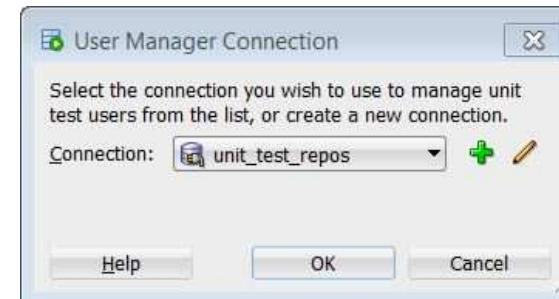 User Manager Connection
Select the connection you wish to use to manage unit
test users from the list, or create a new connection.
Connection: unit_test_repos
Help OK Cancel